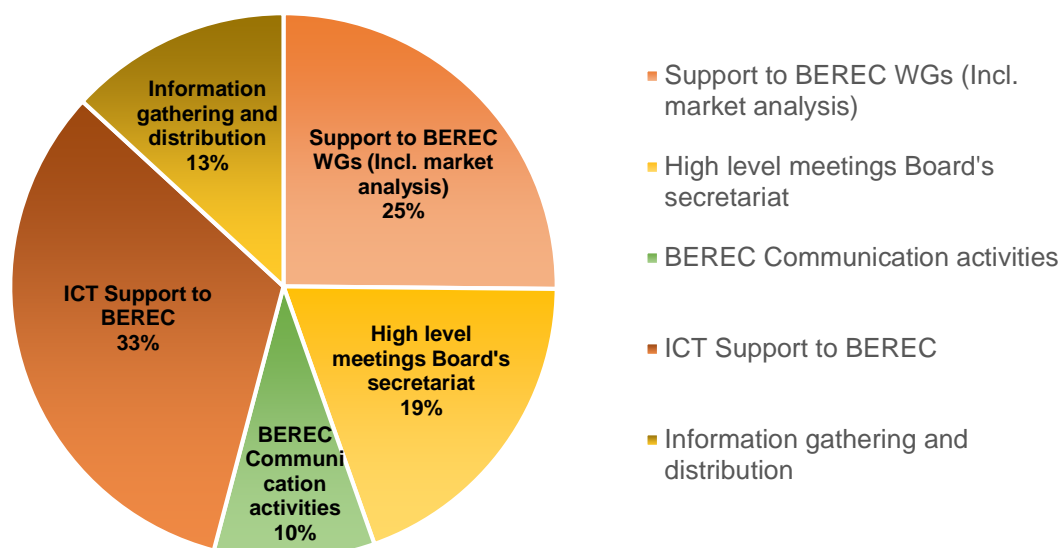 Information
gathering and
distribution
13%
Support to BEREC
WGs (Incl. market
analysis)
25%
ICT Support to
BEREC
33%
High level
meetings Board's
secretariat
19%
BEREC
Communi
cation
activities
10%
Support to BEREC WGs (Incl.
market analysis)
High level meetings Board's
secretariat
BEREC Communication activities
ICT Support to BEREC
Information gathering and
distribution